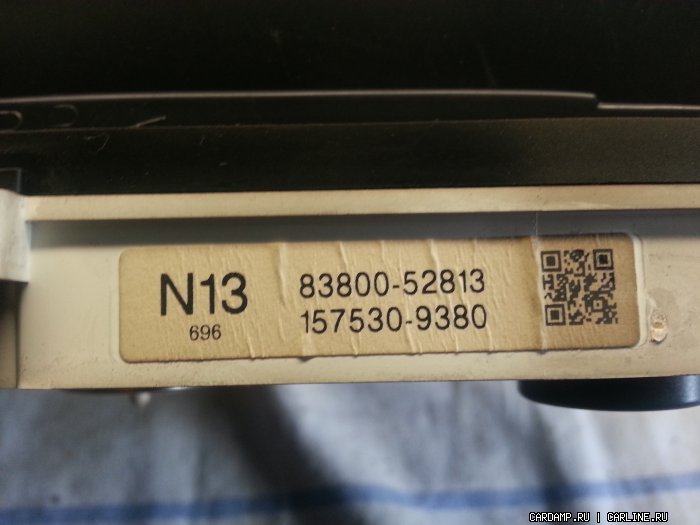 N13
696
83800-52813
157530-9380
CARDAMP.RU | CARLINE.RU